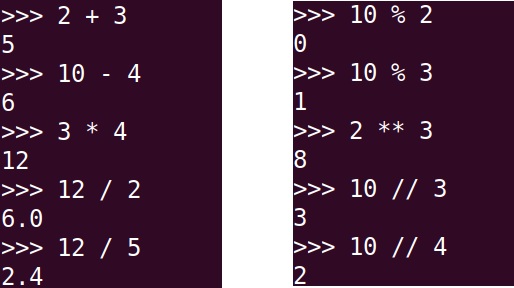 >>> 2 + 3
5
>>> 10 - 4
6
>>> 3 * 4
12
>>> 12 / 2
6.0
>>> 12 / 5
2.4
>>> 10 % 2
0
>>> 10 % 3
1
>>> 2 ** 3
8
>>> 10 // 3
3
>>> 10 // 4
2